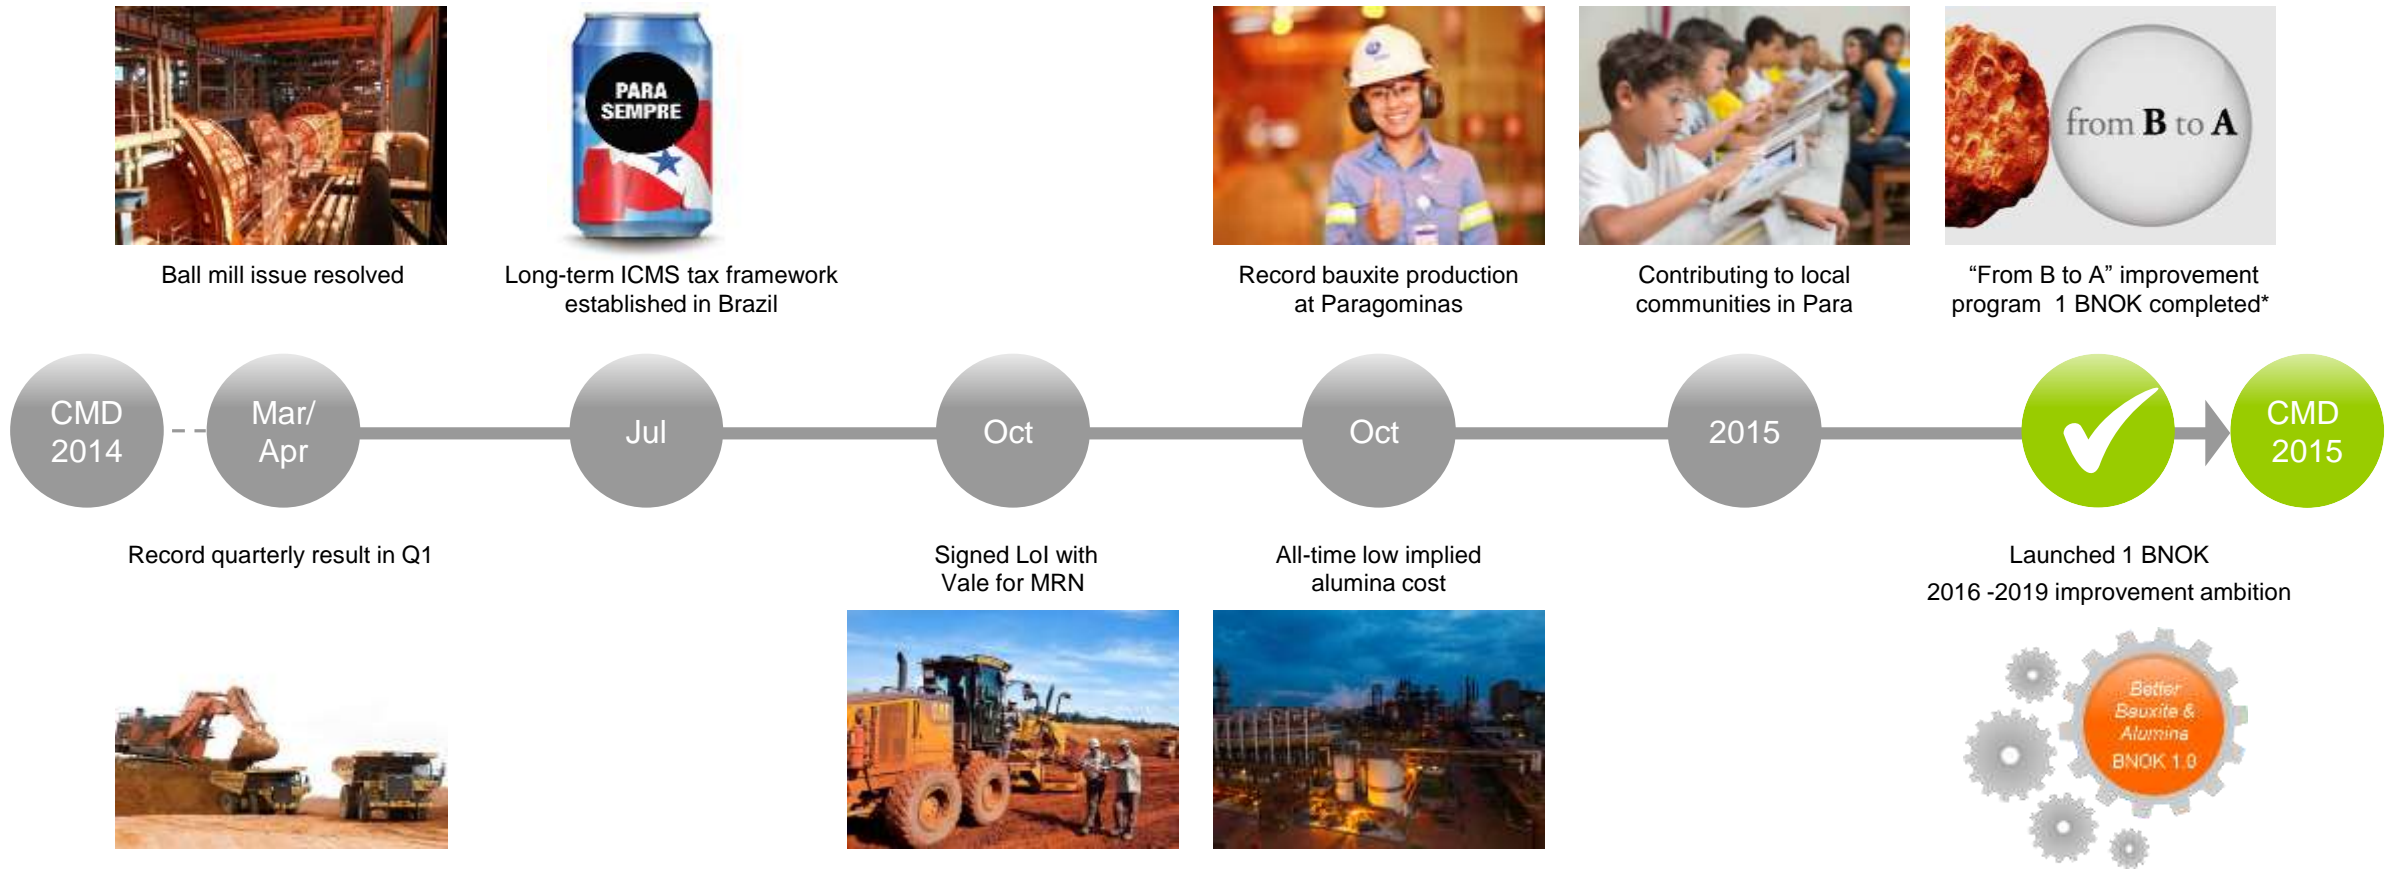 PARA
SEMPRE
from B to A
Ball mill issue resolved
Long-term ICMS tax framework
established in Brazil
Record bauxite production
at Paragominas
Contributing to local
communities in Para
“From B to A” improvement
program 1 BNOK completed*
CMD
2014
Mar/
Apr
Jul
Oct
Oct
2015
CMD
2015
Record quarterly result in Q1
Signed LoI with
Vale for MRN
All-time low implied
alumina cost
Launched 1 BNOK
2016 -2019 improvement ambition
Better
Bauxite &
Alumina
BNOK 1.0